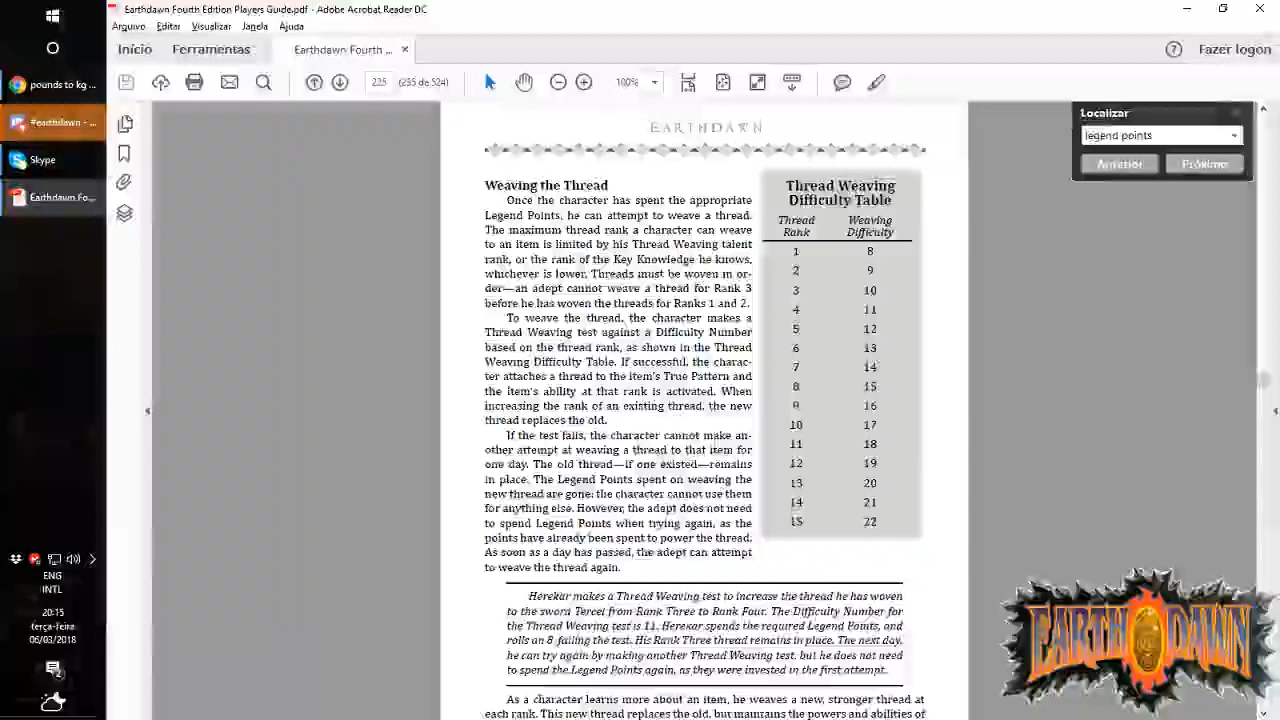 Earthdawn Fourth Edition Players Guide.pdf - Adobe Acrobat Reader DC
Arquivo Editar Visualizar Janela Ajuda
Início Ferramentas Earthdawn Fourth ... × Fazer logon
225 (235 de 524) 100%
pounds to kg ...
#earthdawn - ...
Skype
Earthdawn Fo...
Localizar
legend points
Anterior Próximo
EARTHDAWN
Weaving the Thread
Once the character has spent the appropriate
Legend Points, he can attempt to weave a thread.
The maximum thread rank a character can weave
to an item is limited by his Thread Weaving talent
rank, or the rank of the Key Knowledge he knows,
whichever is lower. Threads must be woven in or-
der—an adept cannot weave a thread for Rank 3
before he has woven the threads for Ranks 1 and 2.
To weave the thread, the character makes a
Thread Weaving test against a Difficulty Number
based on the thread rank, as shown in the Thread
Weaving Difficulty Table. If successful, the charac-
ter attaches a thread to the item's True Pattern and
the item's ability at that rank is activated. When
increasing the rank of an existing thread, the new
thread replaces the old.
If the test fails, the character cannot make an-
other attempt at weaving a thread to that item for
one day. The old thread—if one existed—remains
in place. The Legend Points spent on weaving the
new thread are gone; the character cannot use them
for anything else. However, the adept does not need
to spend Legend Points when trying again, as the
points have already been spent to power the thread.
As soon as a day has passed, the adept can attempt
to weave the thread again.
Thread Weaving
Difficulty Table
Thread Weaving
Rank Difficulty
1 8
2 9
3 10
4 11
5 12
6 13
7 14
8 15
9 16
10 17
11 18
12 19
13 20
14 21
15 22
Herekar makes a Thread Weaving test to increase the thread he has woven
to the sword Tercel from Rank Three to Rank Four. The Difficulty Number for
the Thread Weaving test is 11. Herekar spends the required Legend Points, and
rolls an 8 failing the test. His Rank Three thread remains in place. The next day,
he can try again by making another Thread Weaving test, but he does not need
to spend the Legend Points again, as they were invested in the first attempt.
As a character learns more about an item, he weaves a new, stronger thread at
each rank. This new thread replaces the old, but maintains the powers and abilities of
ENG
INTL
20:15
terça-feira
06/03/2018
2
EARTHDAWN